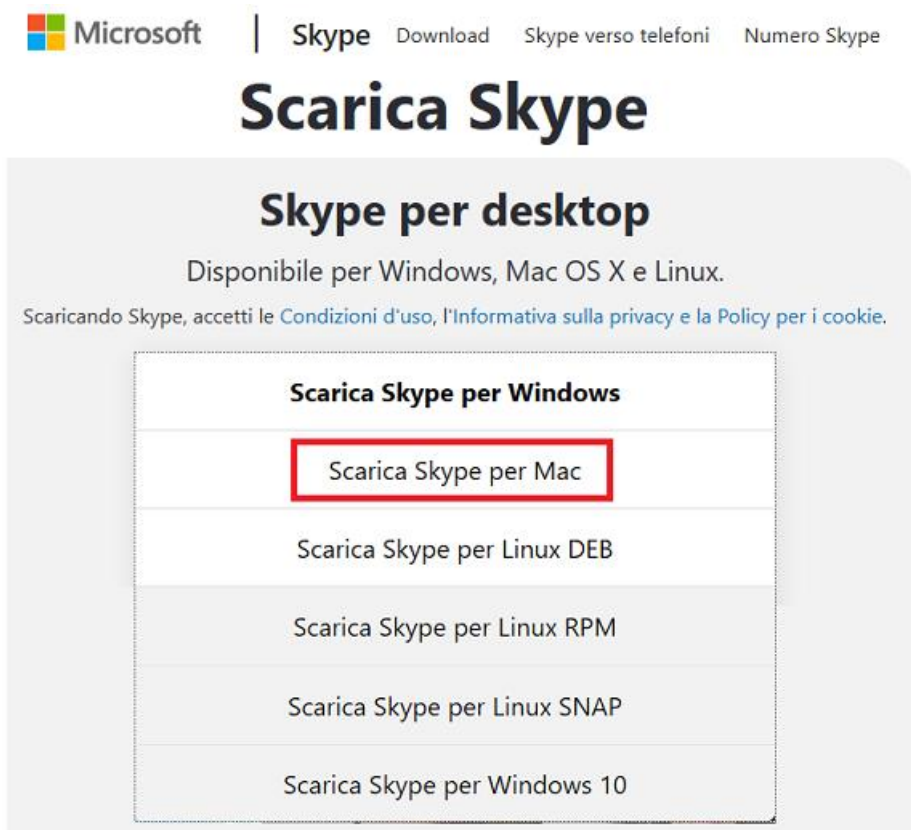 Microsoft | Skype Download Skype verso telefoni Numero Skype
Scarica Skype
Skype per desktop
Disponibile per Windows, Mac OS X e Linux.
Scaricando Skype, accetti le Condizioni d'uso, l'Informativa sulla privacy e la Policy per i cookie.
Scarica Skype per Windows
Scarica Skype per Mac
Scarica Skype per Linux DEB
Scarica Skype per Linux RPM
Scarica Skype per Linux SNAP
Scarica Skype per Windows 10